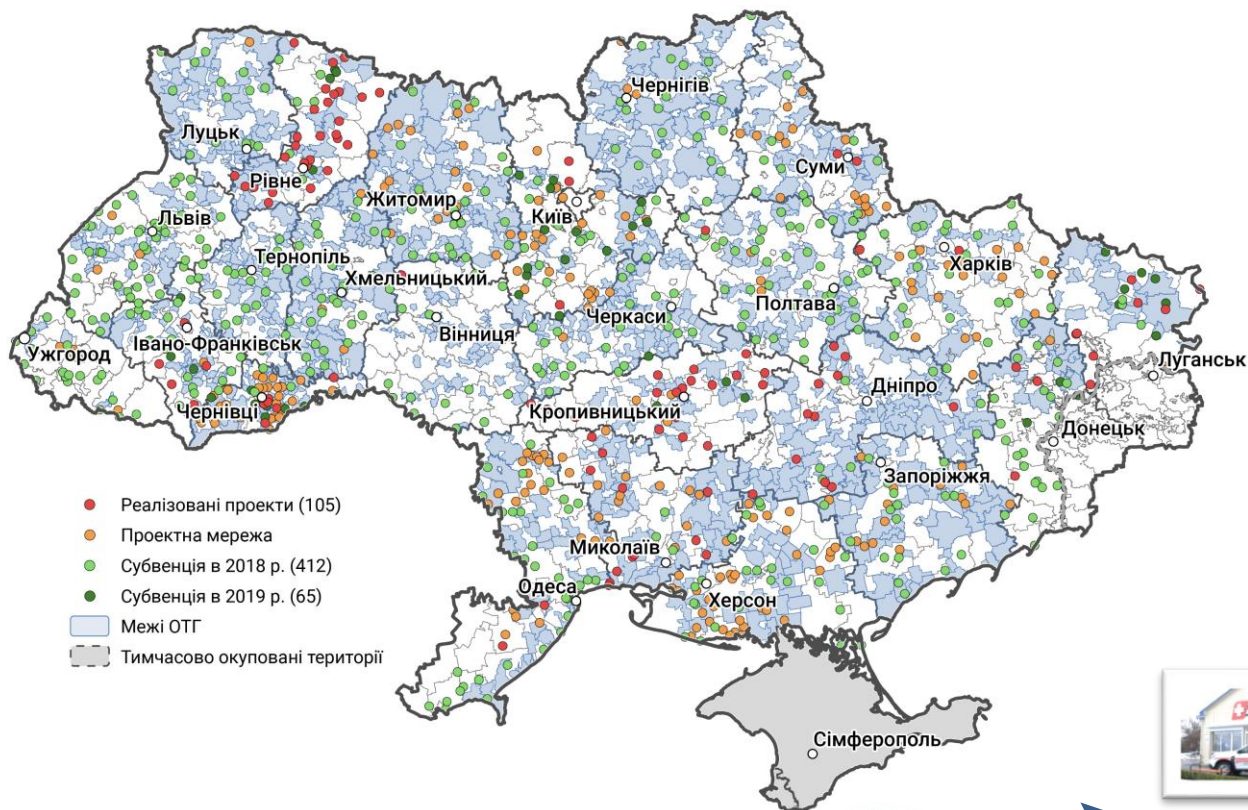 Чернігів
Луцьк
Рівне
Суми
Житомир
Київ
Львів
Тернопіль
Хмельницький
Харків
Полтава
Черкаси
Вінниця
Івано-Франківськ
Ужгород
Луганськ
Чернівці
Кропивницький
Дніпро
Донецьк
Запоріжжя
Миколаїв
Одеса
Херсон
Сімферополь
Реалізовані проекти (105)
Проектна мережа
Субвенція в 2018 р. (412)
Субвенція в 2019 р. (65)
Межі ОТГ
Тимчасово окуповані території